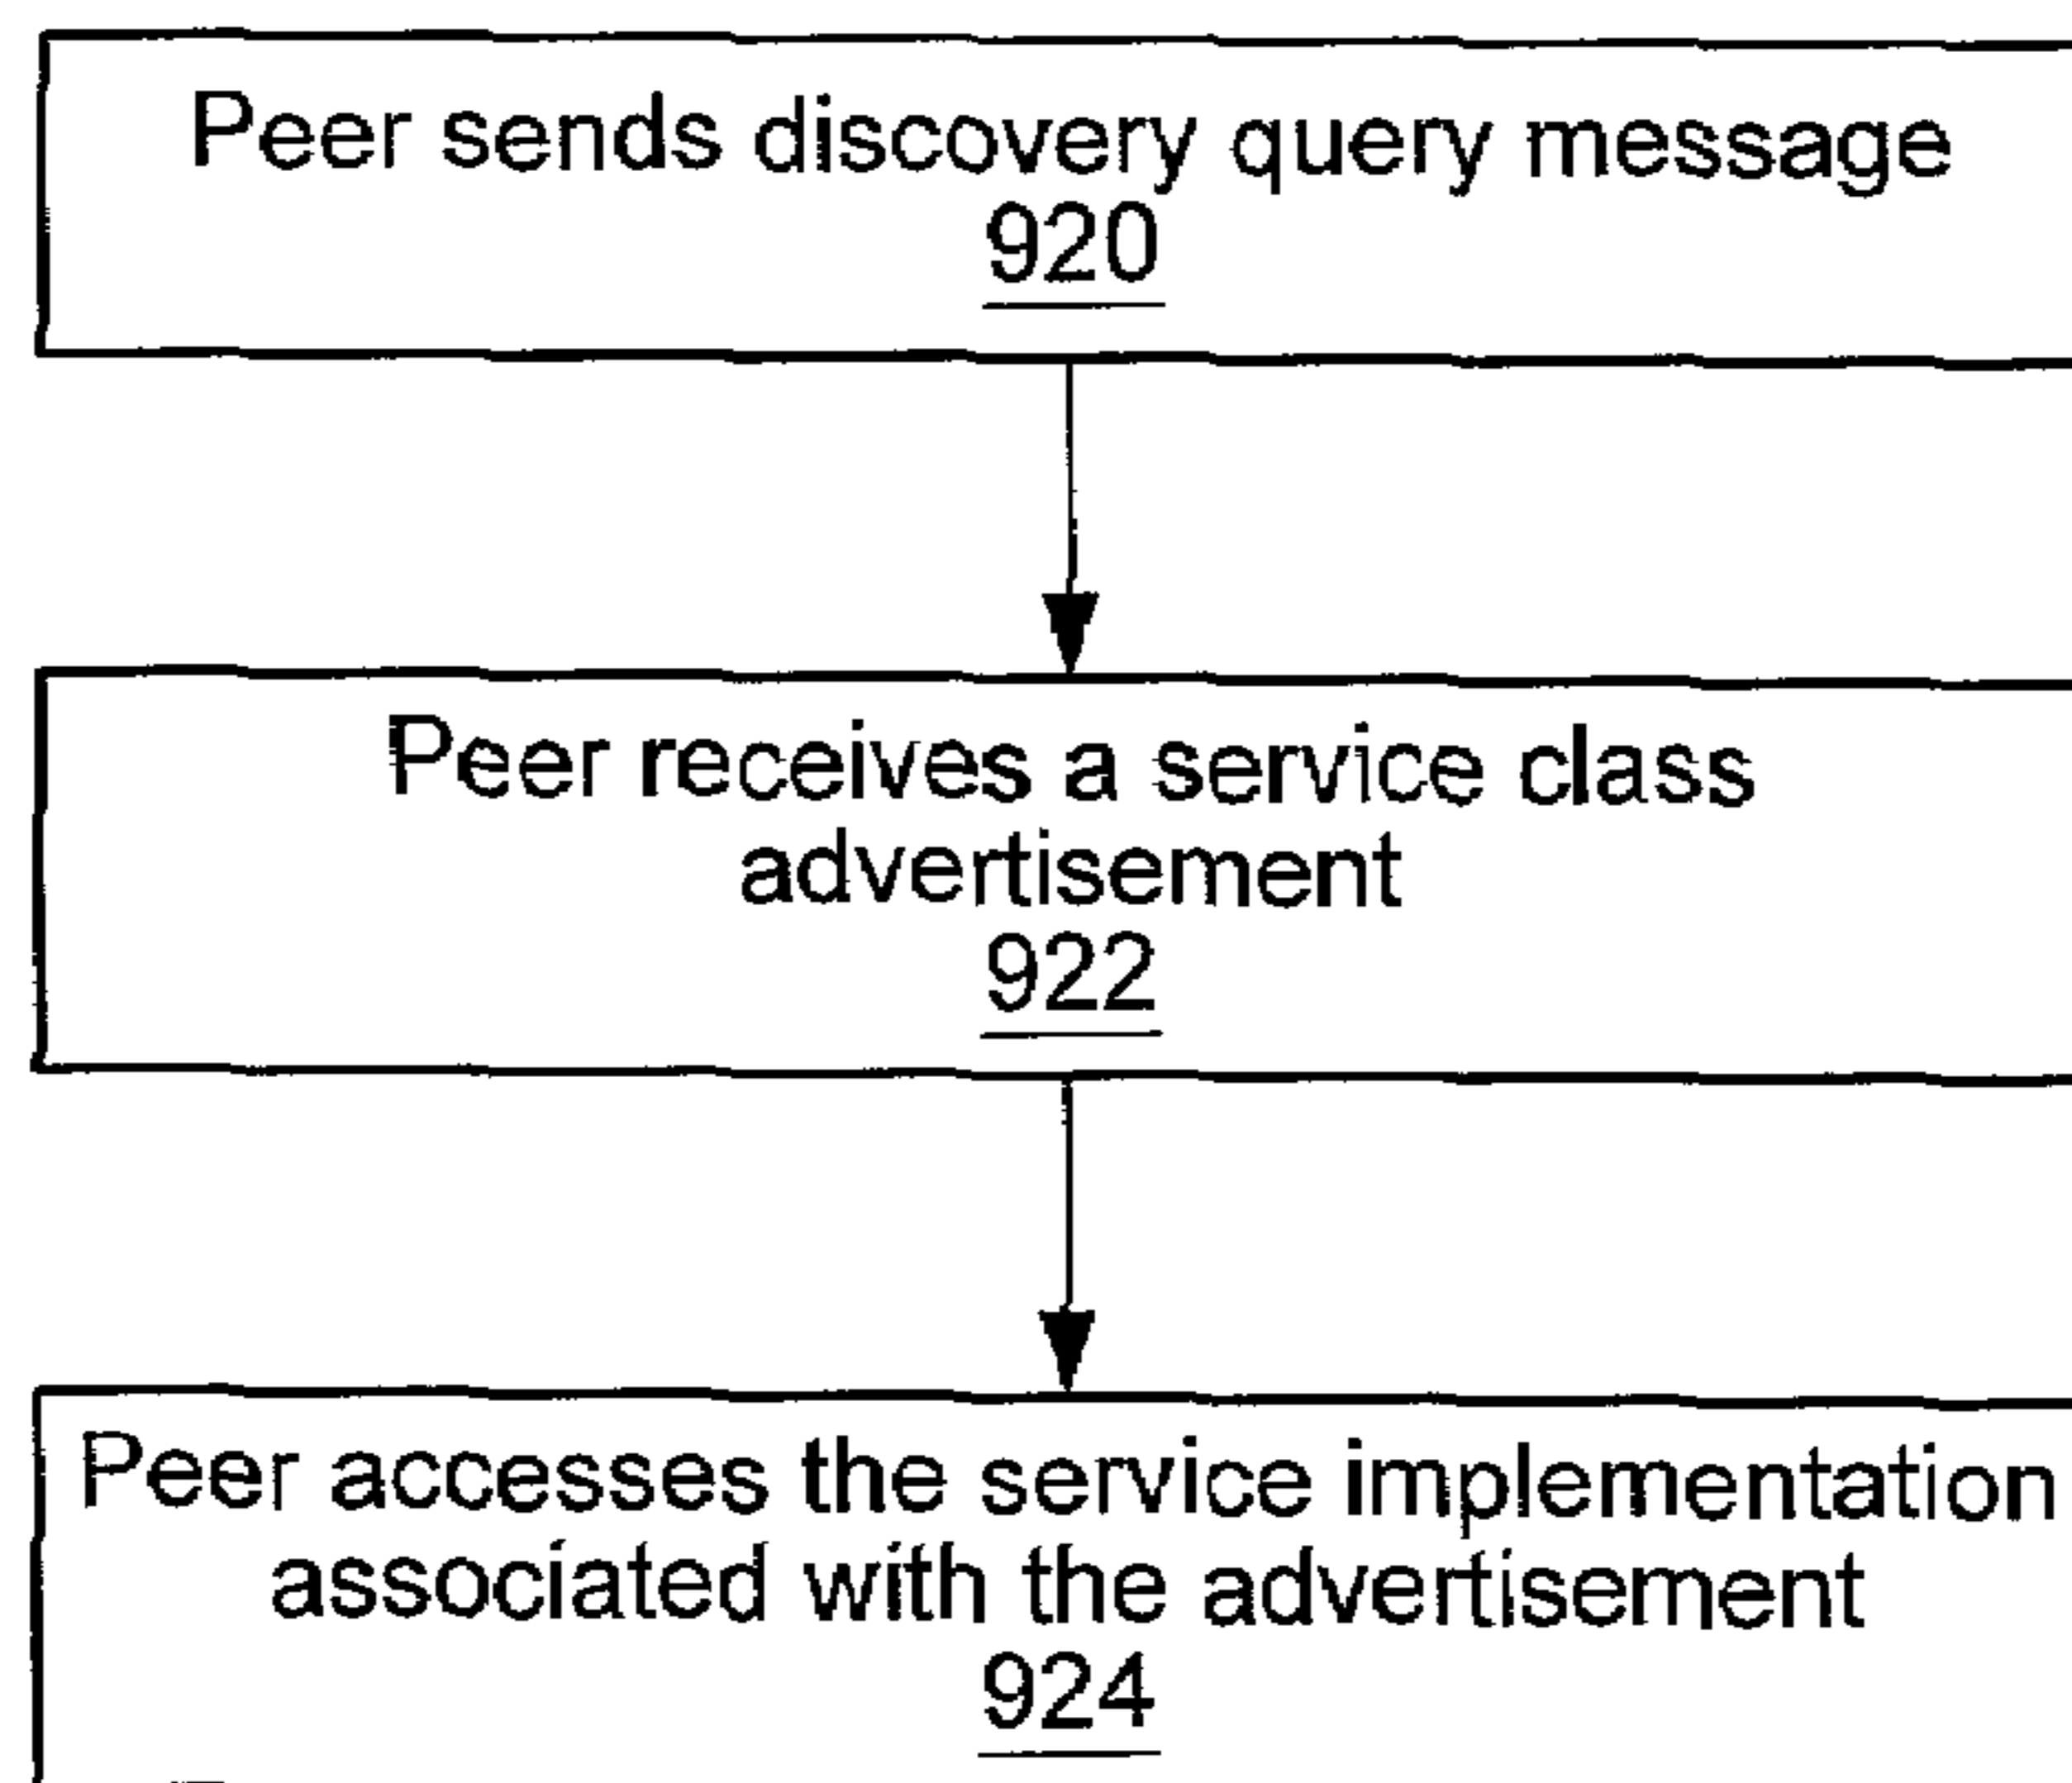 Peer sends discovery query message
920
Peer receives a service class
advertisement
922
Peer accesses the service implementation
associated with the advertisement
924